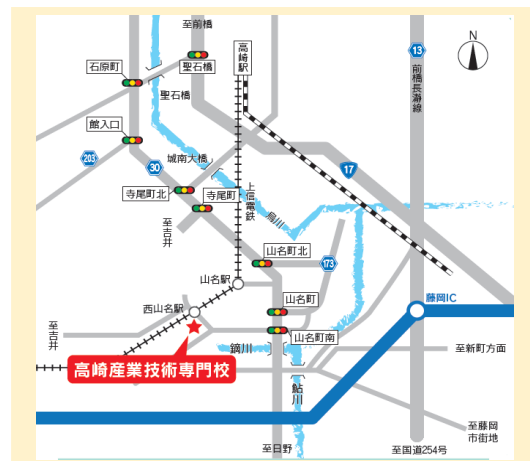 至前橋
N
石原町
聖石橋
高崎駅
13
前橋長瀞線
聖石橋
館入口
203
30
城南大橋
17
寺尾町北
寺尾町
上信電鉄
烏川
至吉井
山名町北
173
山名駅
西山名駅
山名町
藤岡IC
至吉井
山名町南
鏑川
至新町方面
高崎産業技術専門校
鮎川
至藤岡
市街地
至日野
至国道254号